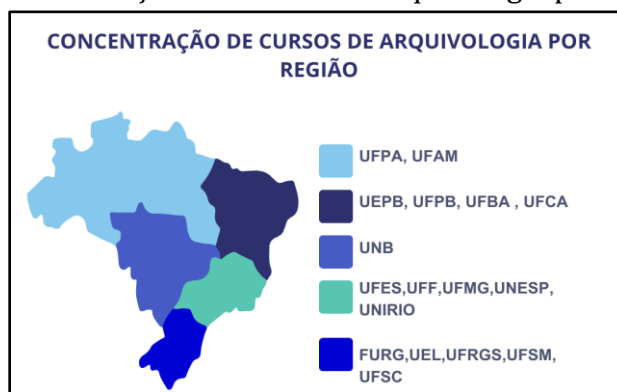 CONCENTRAÇÃO DE CURSOS DE ARQUIVOLOGIA POR
REGIÃO
UFPA, UFAM
UEPB, UFPB, UFBA , UFCA
UNB
UFES,UFF,UFMG,UNESP,
UNIRIO
FURG,UEL,UFRGS,UFSM,
UFSC